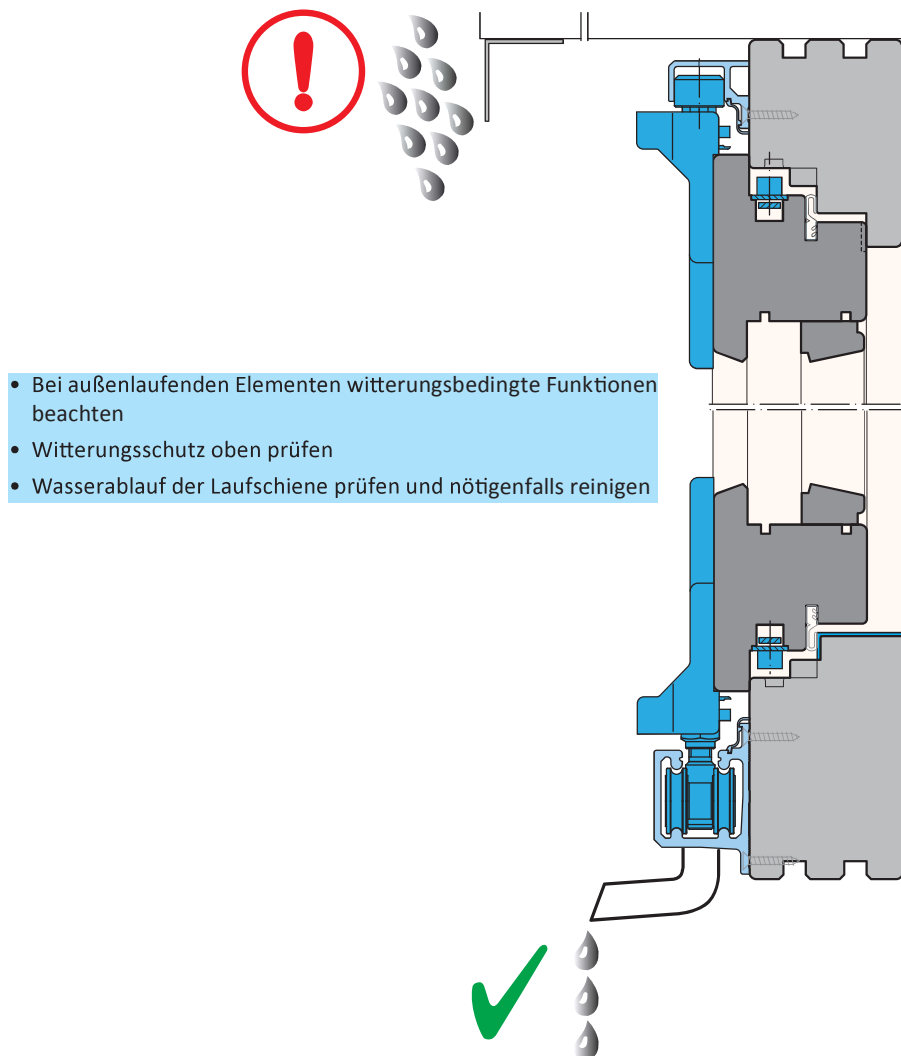 • Bei außenlaufenden Elementen witterungsbedingte Funktionen
beachten
• Witterungsschutz oben prüfen
• Wasserablauf der Laufschiene prüfen und nötigenfalls reinigen